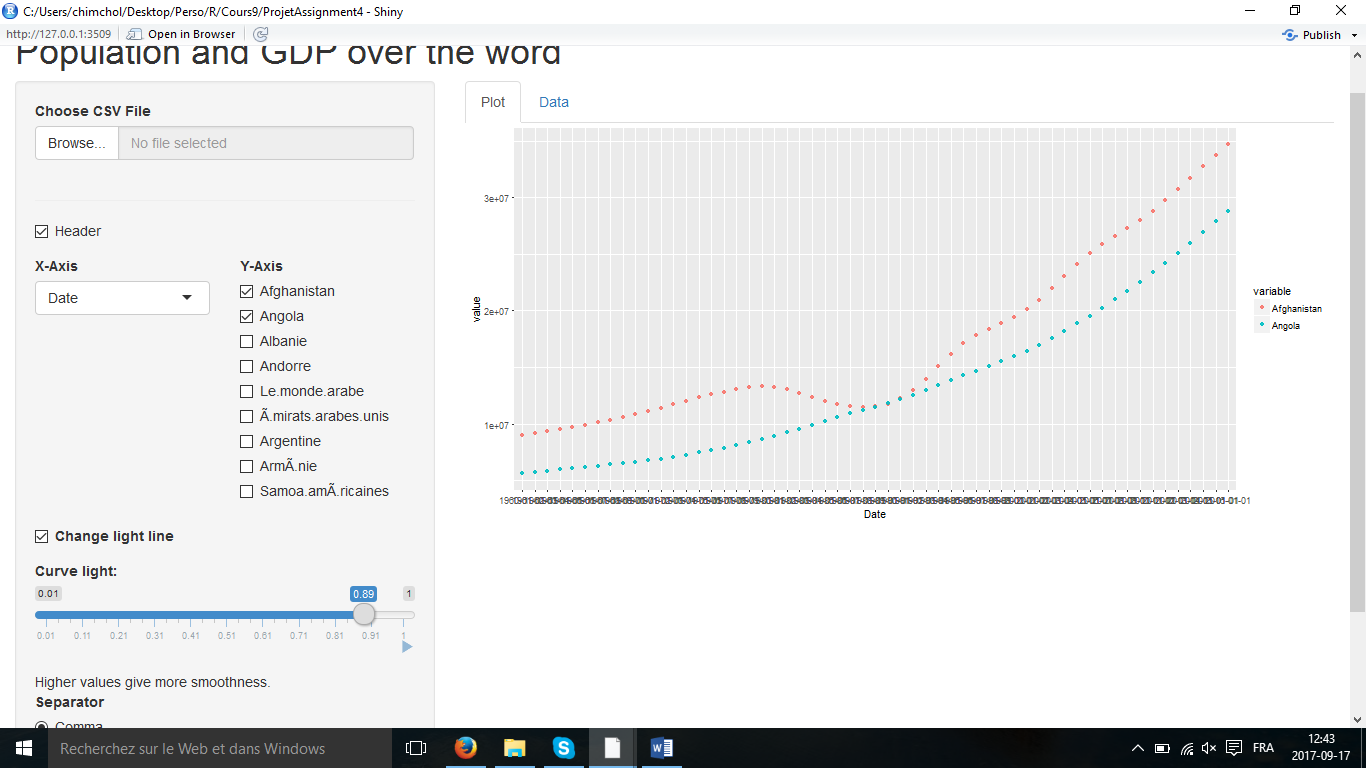 C:/Users/chimchol/Desktop/Perso/R/Cours9/ProjetAssignment4 - Shiny
http://127.0.0.1:3509 Open in Browser Publish
Population and GDP over the word
Choose CSV File
Browse... No file selected
Header
X-Axis
Date
Y-Axis
Afghanistan
Angola
Albanie
Andorre
Le.monde.arabe
Ã.mirats.arabes.unis
Argentine
ArmÃ.nie
Samoa.amÃ.ricaines
Change light line
Curve light:
0.01 0.89 1
0.01 0.11 0.21 0.31 0.41 0.51 0.61 0.71 0.81 0.91 1
Higher values give more smoothness.
Separator
Comma
Plot Data
3e+07
2e+07
1e+07
value
Date
variable
Afghanistan
Angola
Recherchez sur le Web et dans Windows
FRA
12:43
2017-09-17